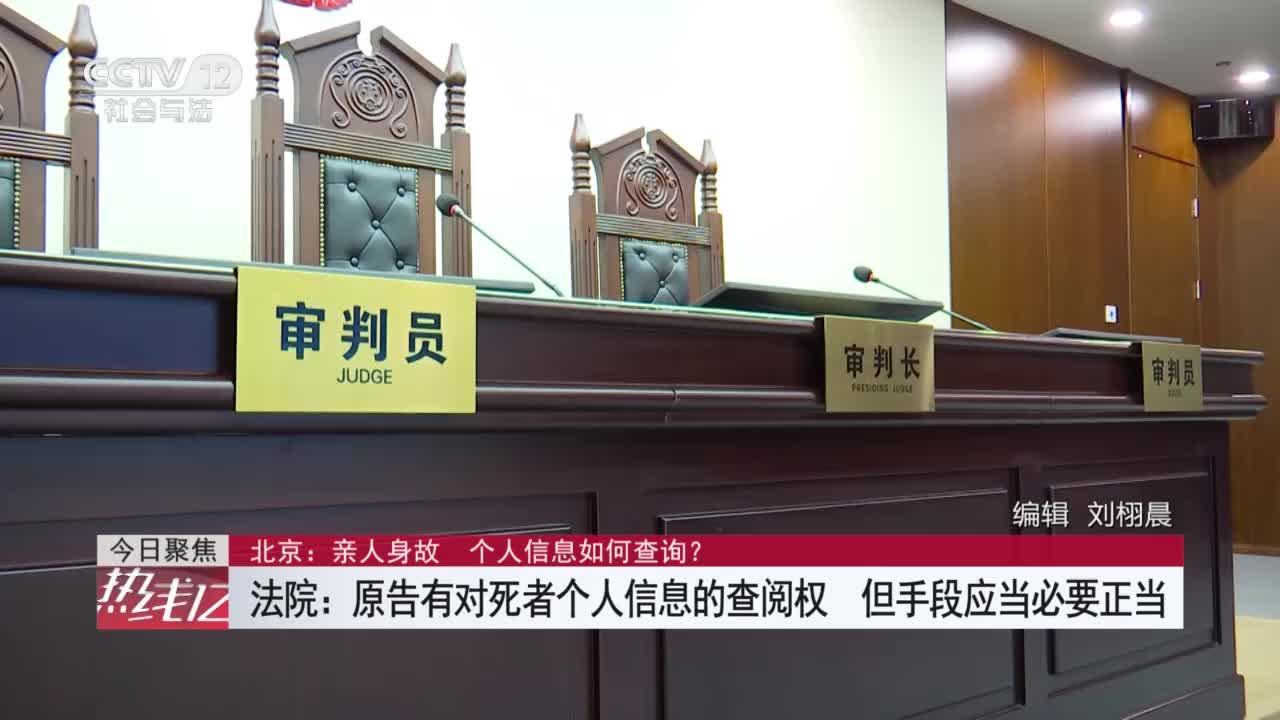 CCTV 12
社会与法
审判员
JUDGE
审判长
PRESIDING JUDGE
审判员
编辑 刘栩晨
今日聚焦
北京：亲人身故 个人信息如何查询？
热线
法院：原告有对死者个人信息的查阅权 但手段应当必要正当